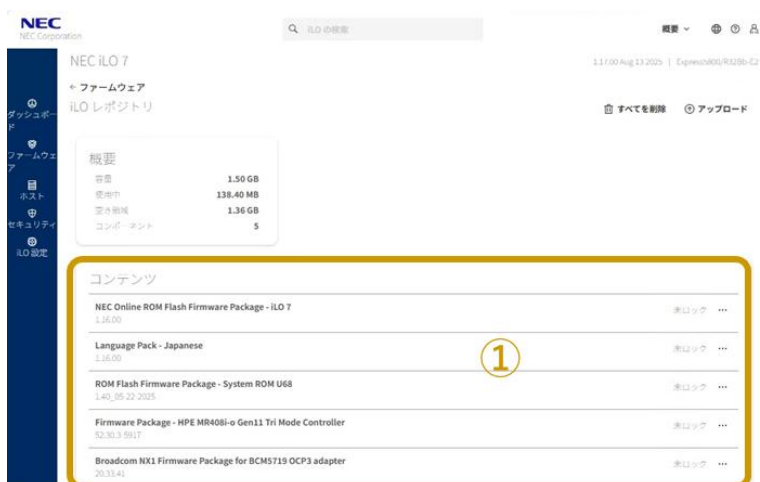 NEC
NEC Corporation
iLO の検索
概要
NEC iLO 7
1.17.00 Aug 13 2025 | Express5800/R32Bb-E2
← ファームウェア
iLO レポジトリ
すべてを削除
アップロード
ダッシュボー
ド
ファームウェ
ア
ホスト
セキュリティ
iLO 設定
概要
容量 1.50 GB
使用中 138.40 MB
空き領域 1.36 GB
コンポーネント 5
コンテンツ
NEC Online ROM Flash Firmware Package - iLO 7
1.16.00
未ロック ...
Language Pack - Japanese
1.16.00
未ロック ...
①
ROM Flash Firmware Package - System ROM U68
1.40_05-22-2025
未ロック ...
Firmware Package - HPE MR408i-o Gen11 Tri Mode Controller
52.30.3-5917
未ロック ...
Broadcom NX1 Firmware Package for BCM5719 OCP3 adapter
20.33.41
未ロック ...